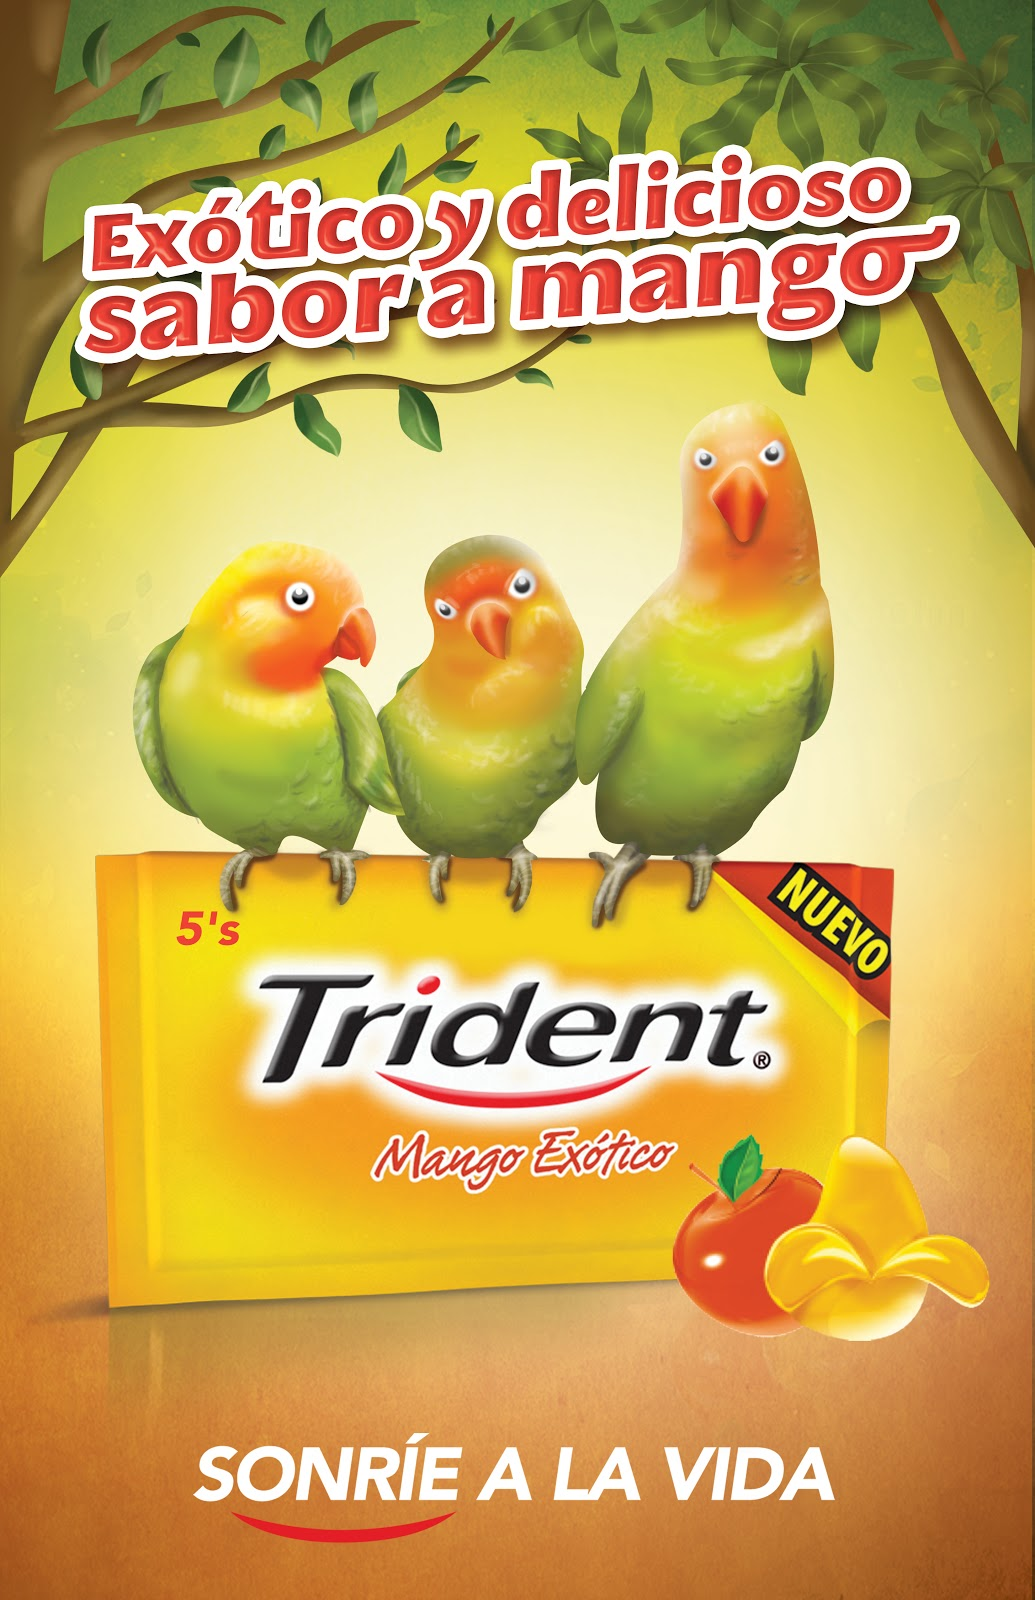 Exótico y delicioso
sabor a mango
NUEVO
5's
Trident®
Mango Exótico
SONRÍE A LA VIDA